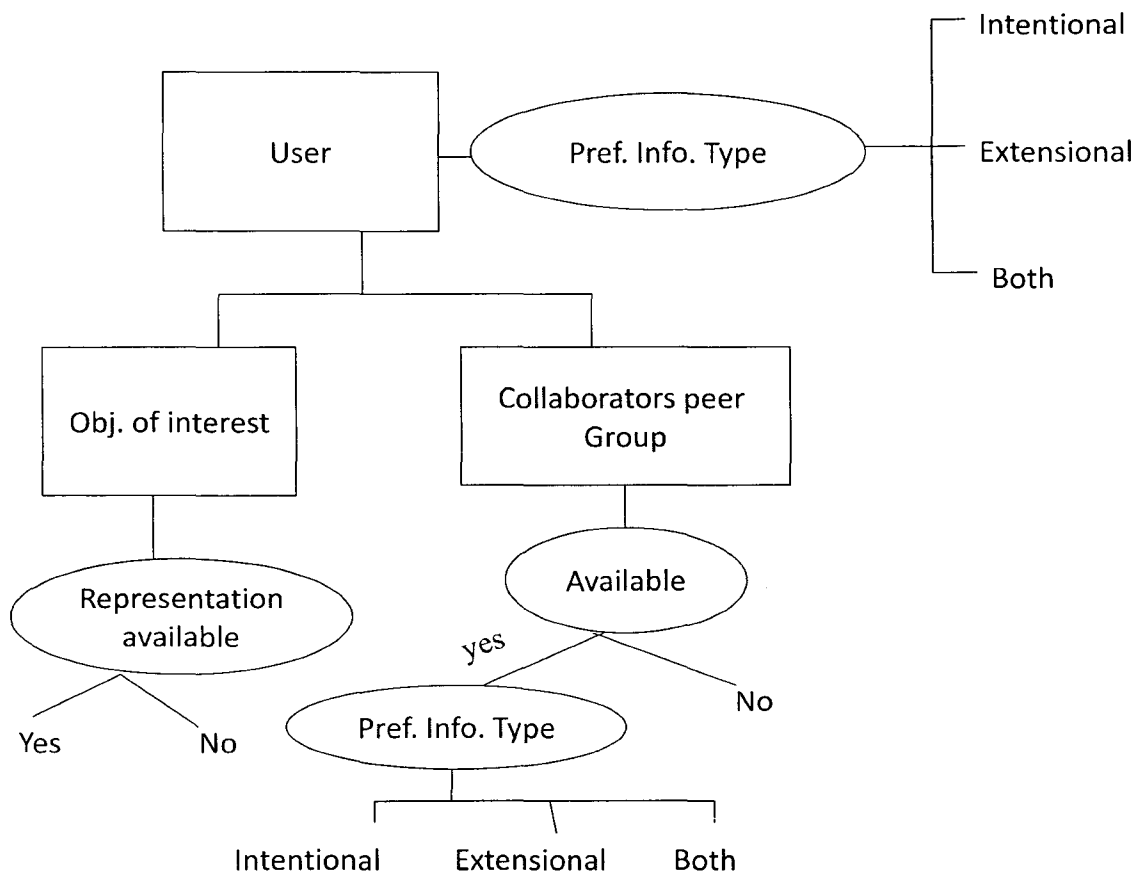 Intentional
User
Pref. Info. Type
Extensional
Both
Obj. of interest
Collaborators peer
Group
Representation
available
Available
yes
Yes
No
Pref. Info. Type
No
Intentional
Extensional
Both